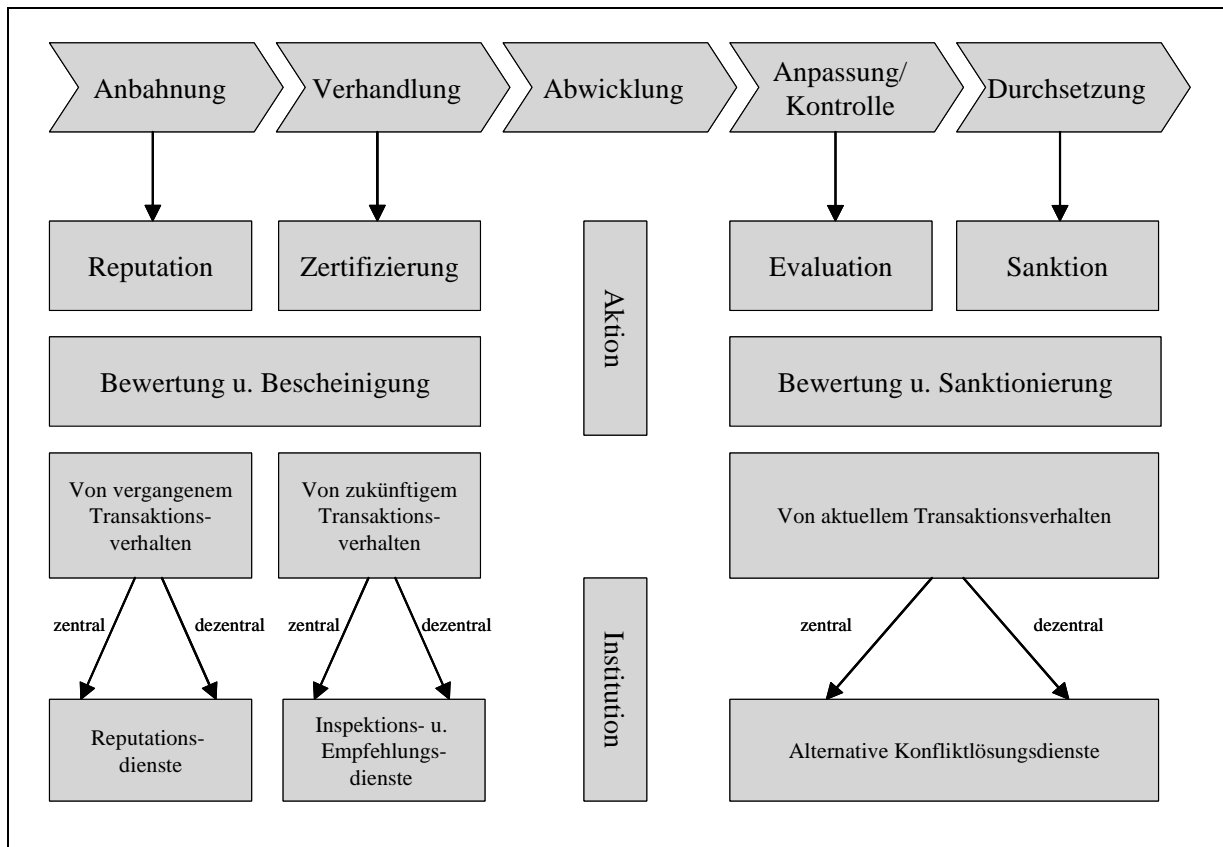 Anbahnung
Verhandlung
Abwicklung
Anpassung/
Kontrolle
Durchsetzung
Reputation
Zertifizierung
Aktion
Evaluation
Sanktion
Bewertung u. Bescheinigung
Bewertung u. Sanktionierung
Von vergangenem
Transaktions-
verhalten
Von zukünftigem
Transaktions-
verhalten
Von aktuellem Transaktionsverhalten
zentral
dezentral
zentral
dezentral
Institution
zentral
dezentral
Reputations-
dienste
Inspektions- u.
Empfehlungs-
dienste
Alternative Konfliktlösungsdienste